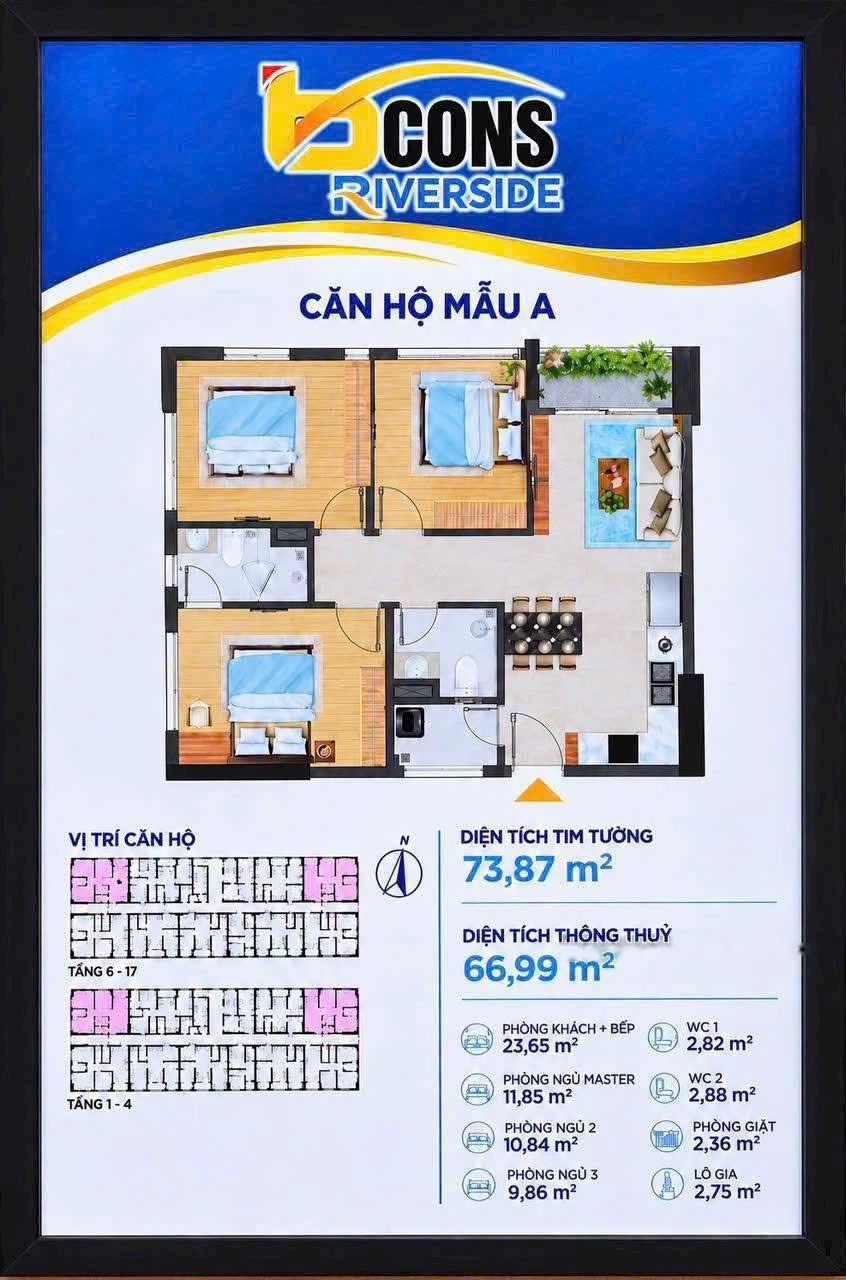 bCONS
RIVERSIDE
CĂN HỘ MẪU A
VỊ TRÍ CĂN HỘ
N
TẦNG 6 - 17
TẦNG 1 - 4
DIỆN TÍCH TIM TƯỜNG
73,87 m²
DIỆN TÍCH THÔNG THUỶ
66,99 m²
PHÒNG KHÁCH + BẾP
23,65 m²
PHÒNG NGỦ MASTER
11,85 m²
PHÒNG NGỦ 2
10,84 m²
PHÒNG NGỦ 3
9,86 m²
WC 1
2,82 m²
WC 2
2,88 m²
PHÒNG GIẶT
2,36 m²
LÔ GIA
2,75 m²